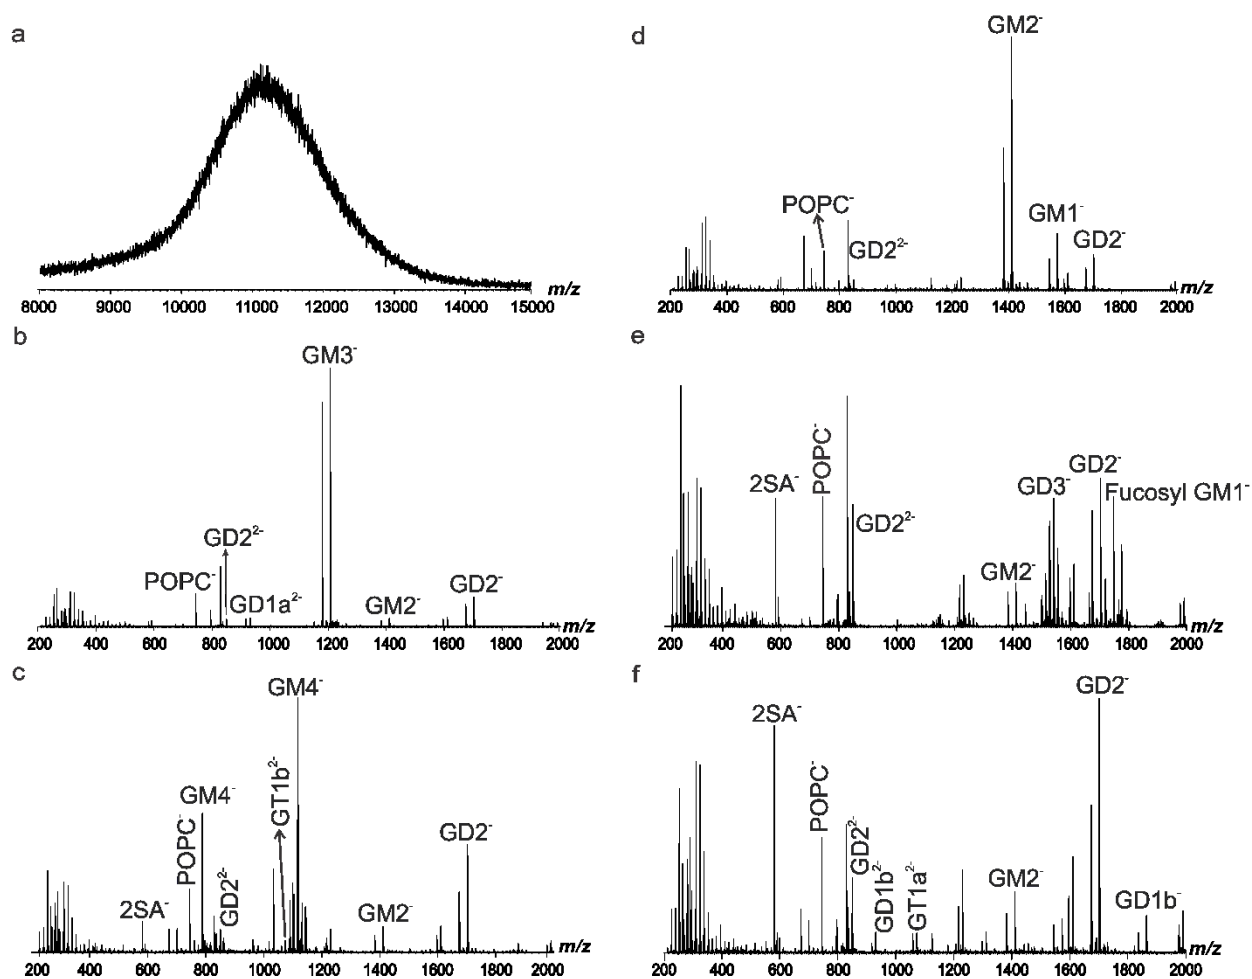 a
8000 9000 10000 11000 12000 13000 14000 15000 m/z
b
GM3⁻
GD2²⁻
POPC⁻
GD1a²⁻
GM2⁻
GD2⁻
200 400 600 800 1000 1200 1400 1600 1800 2000 m/z
c
GM4⁻
GT1b²⁻
GM4⁻
POPC⁻
GD2²⁻
2SA⁻
GM2⁻
GD2⁻
200 400 600 800 1000 1200 1400 1600 1800 2000 m/z
d
GM2⁻
POPC⁻
GD2²⁻
GM1⁻
GD2⁻
200 400 600 800 1000 1200 1400 1600 1800 2000 m/z
e
2SA⁻
POPC⁻
GD2²⁻
GM2⁻
GD3⁻
GD2⁻
Fucosyl GM1⁻
200 400 600 800 1000 1200 1400 1600 1800 2000 m/z
f
2SA⁻
POPC⁻
GD2²⁻
GD1b²⁻
GT1a²⁻
GM2⁻
GD2⁻
GD1b⁻
200 400 600 800 1000 1200 1400 1600 1800 2000 m/z